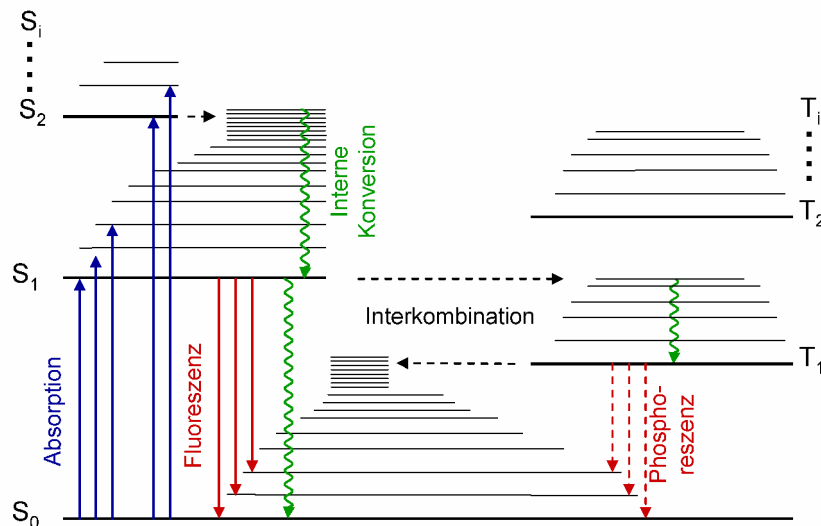 Sᵢ
S₂
S₁
S₀
Absorption
Fluoreszenz
Interne
Konversion
Interkombination
Phospho-
reszenz
Tᵢ
T₂
T₁